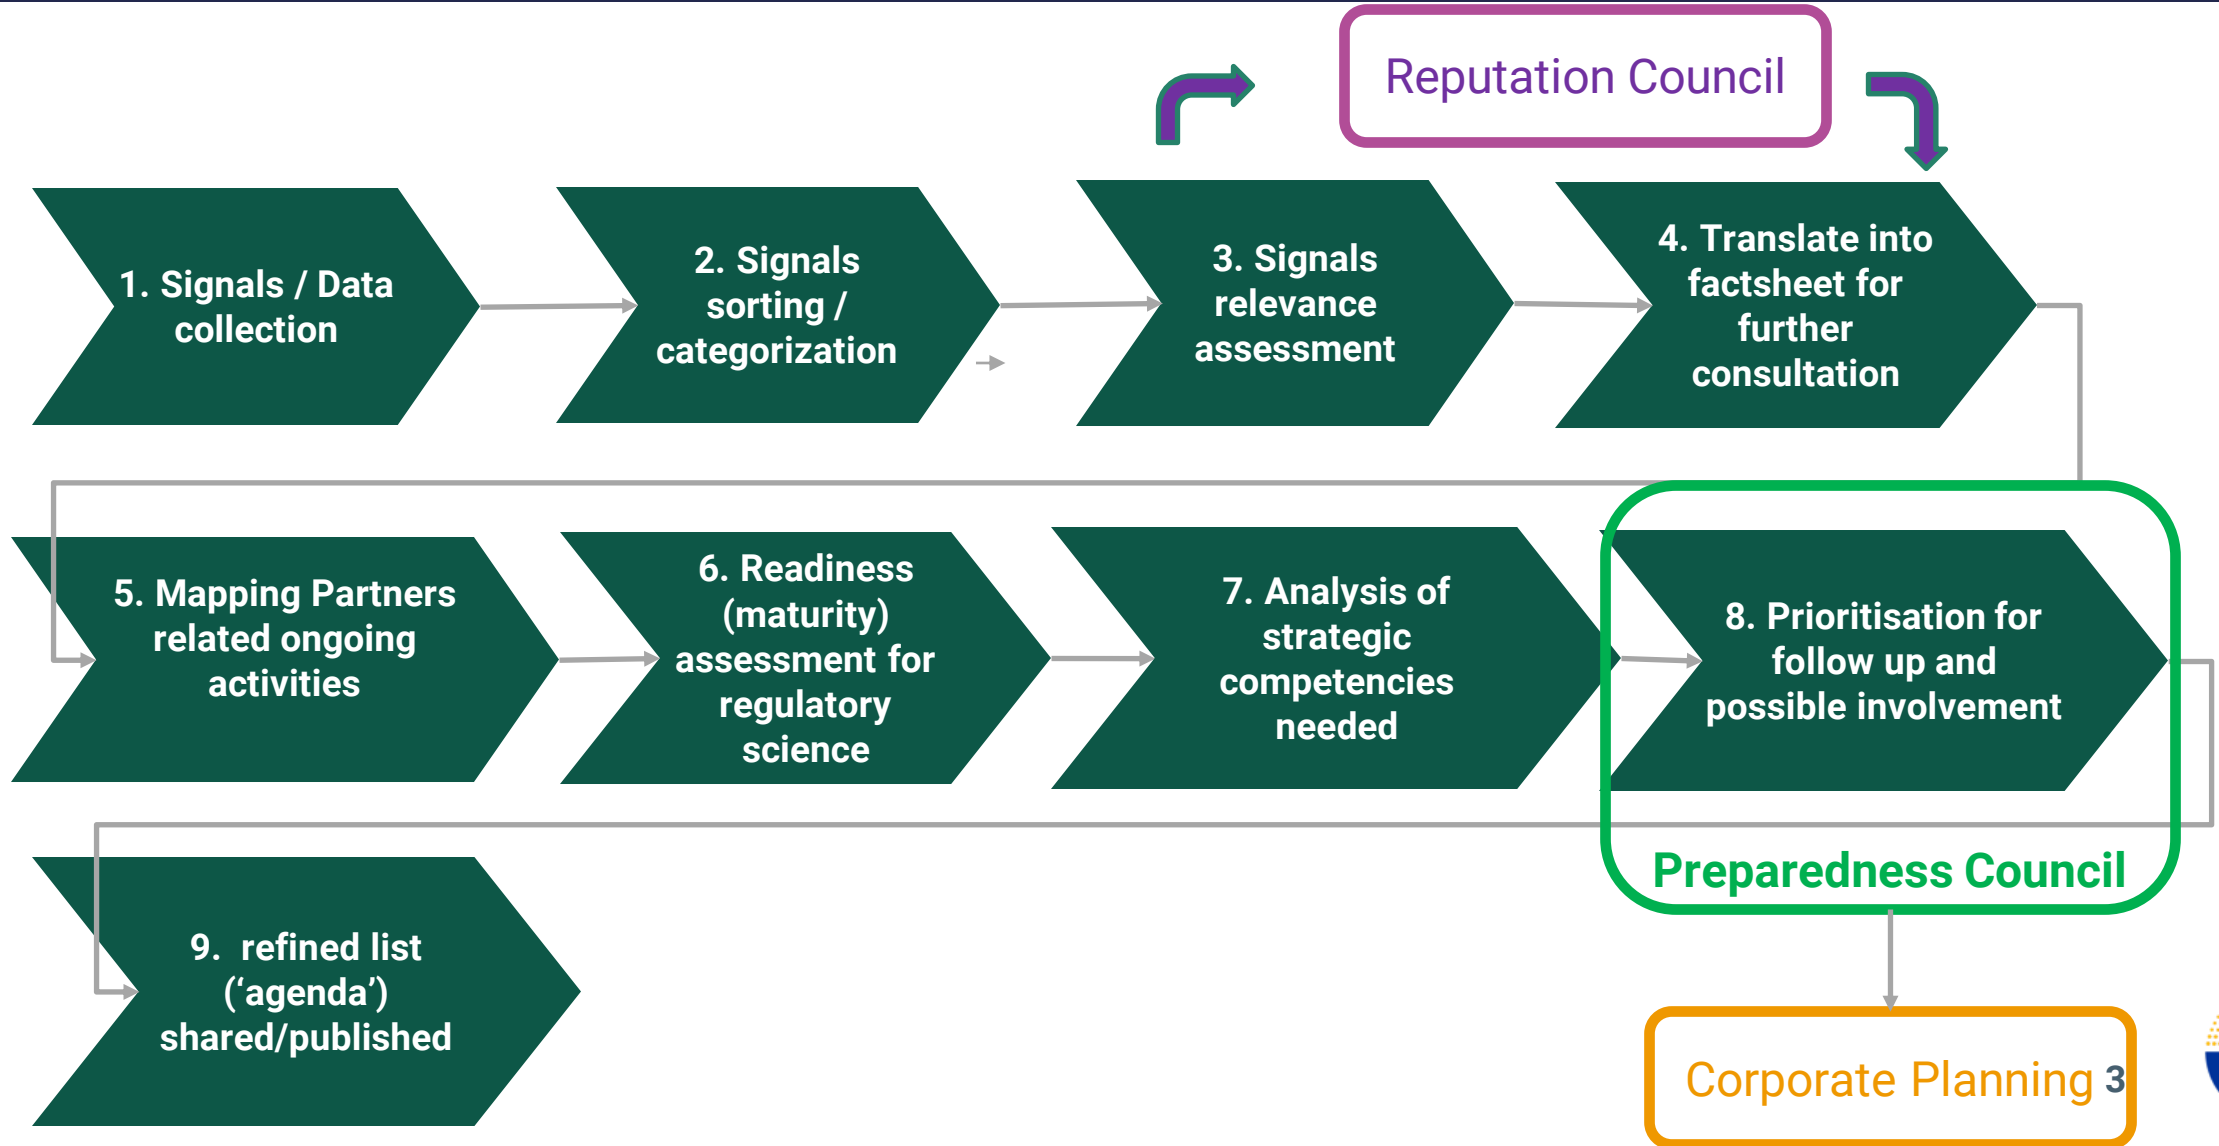 Reputation Council
1. Signals / Data
collection
2. Signals
sorting /
categorization
3. Signals
relevance
assessment
4. Translate into
factsheet for
further
consultation
5. Mapping Partners
related ongoing
activities
6. Readiness
(maturity)
assessment for
regulatory
science
7. Analysis of
strategic
competencies
needed
8. Prioritisation for
follow up and
possible involvement
Preparedness Council
9. refined list
(‘agenda’)
shared/published
Corporate Planning 3